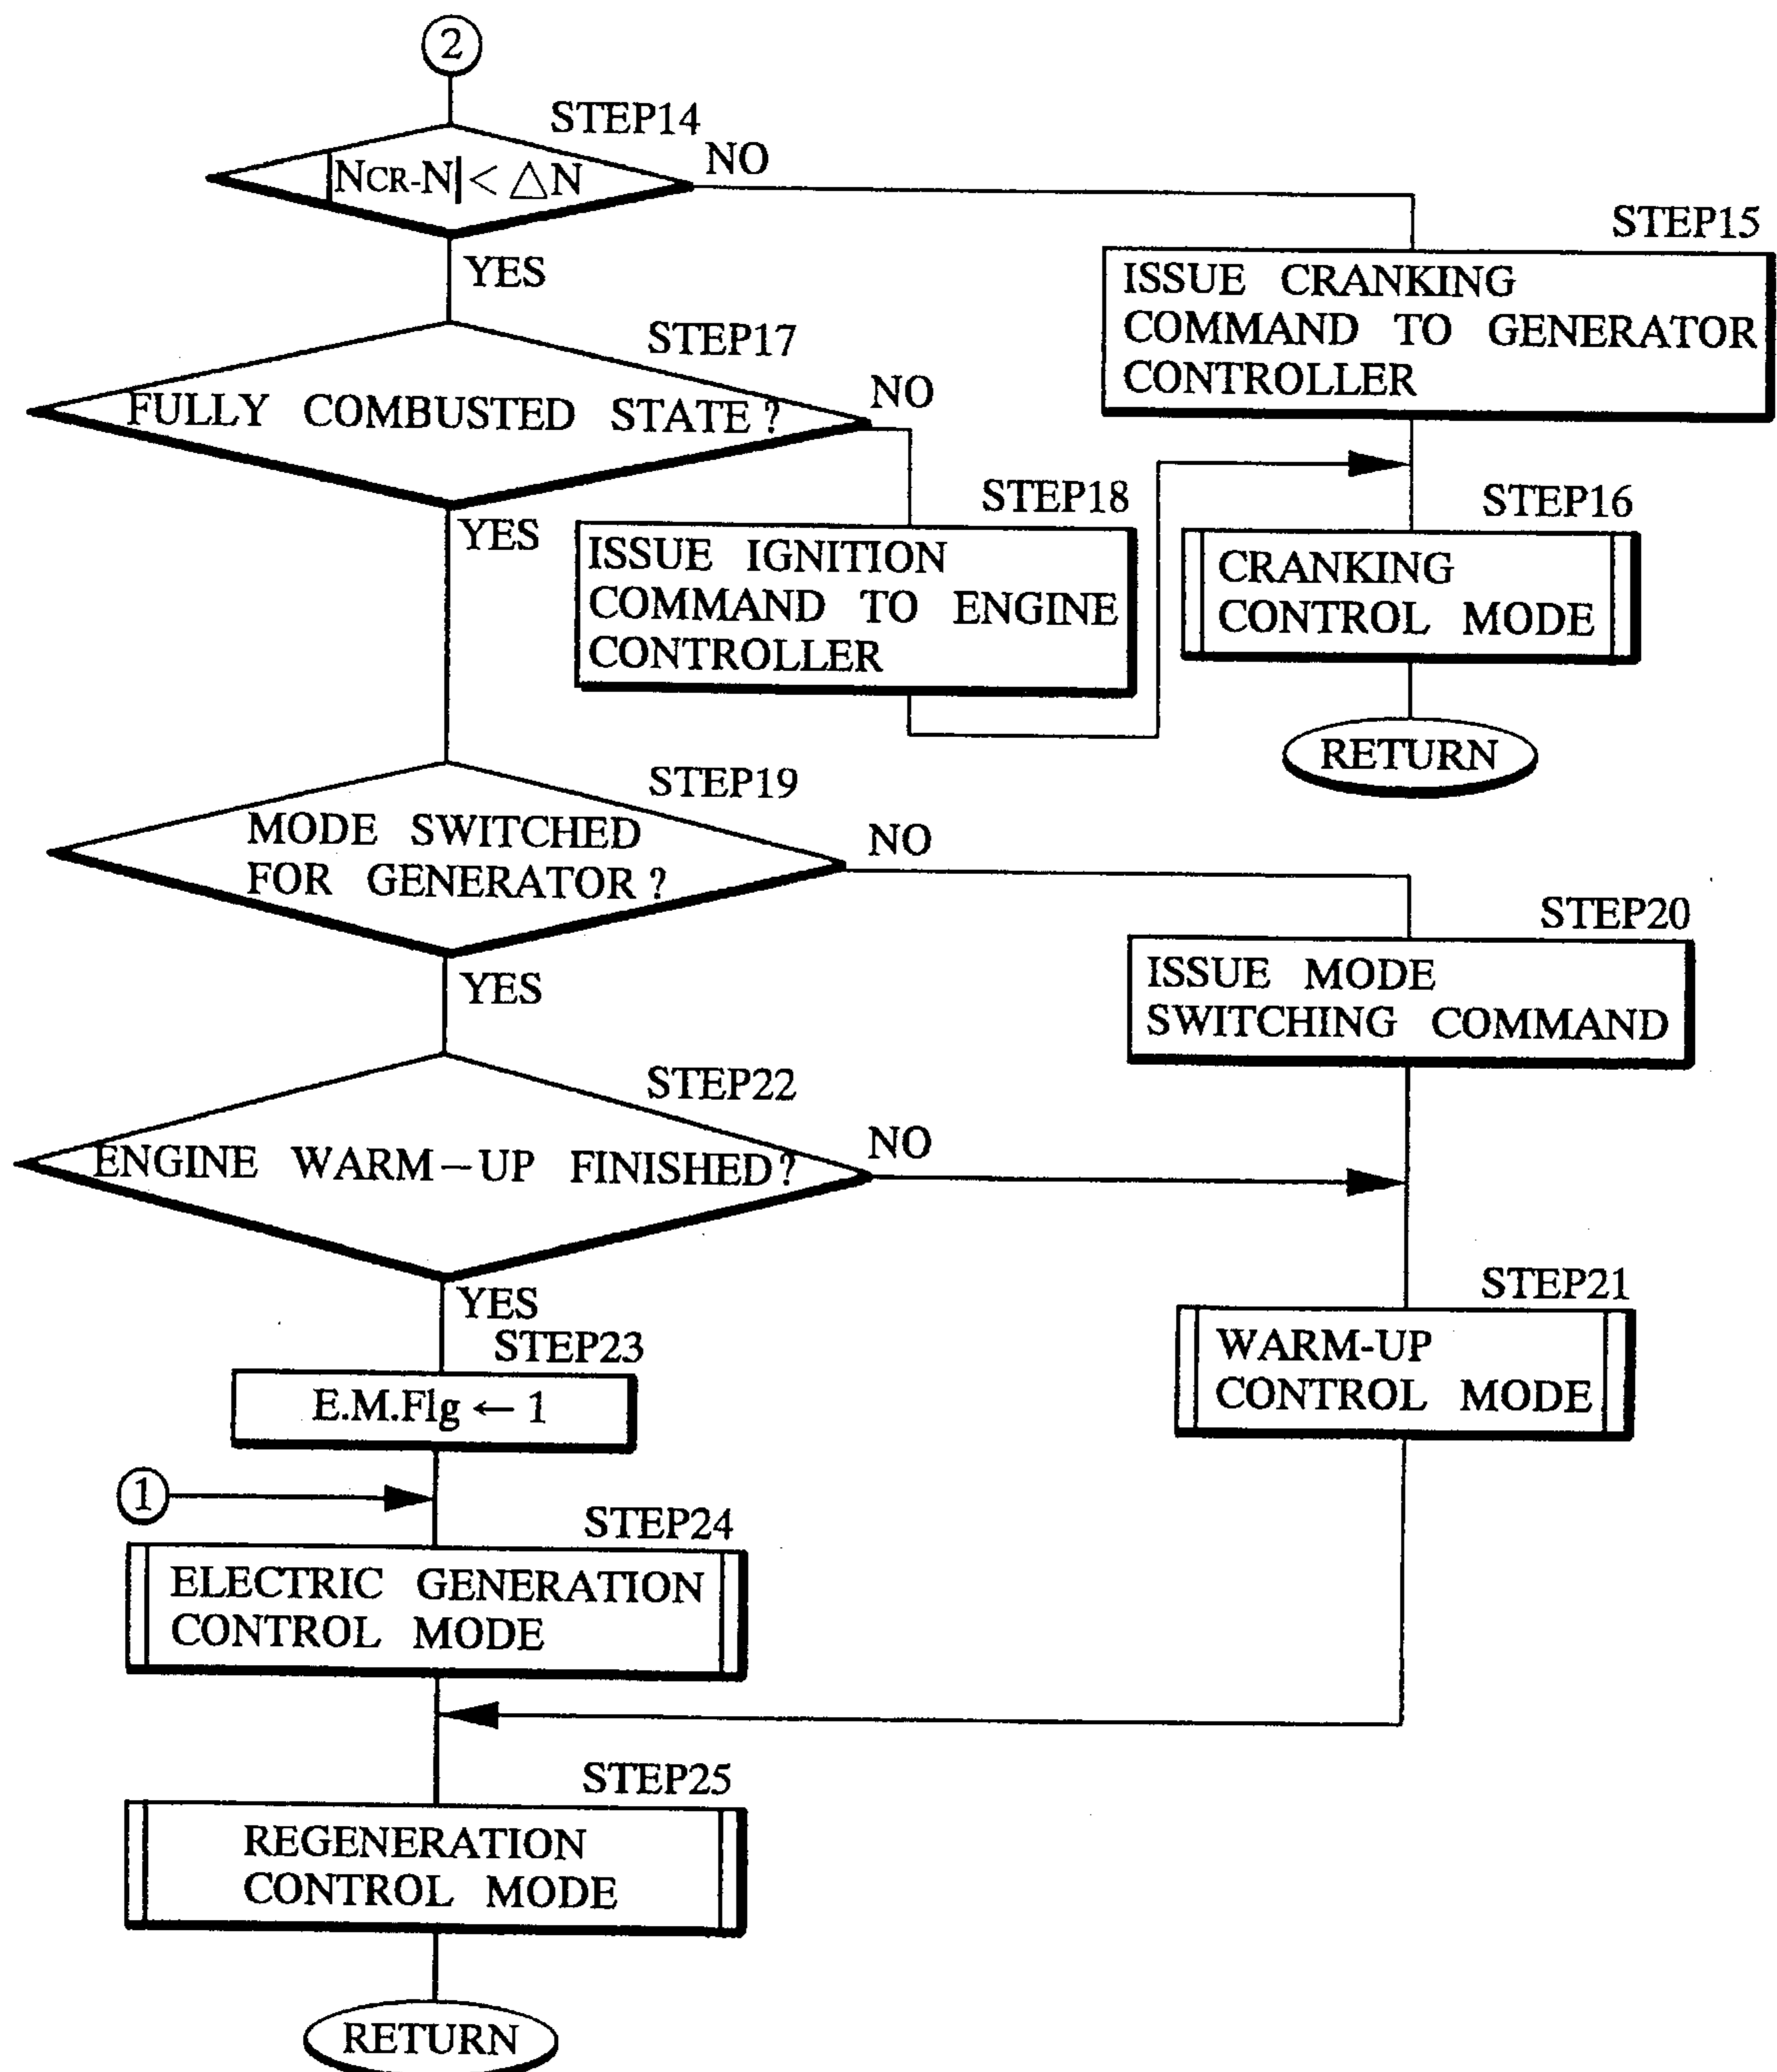 2
STEP14
|NCR-N| < △N
NO
YES
STEP15
ISSUE CRANKING
COMMAND TO GENERATOR
CONTROLLER
STEP17
FULLY COMBUSTED STATE?
NO
YES
STEP18
ISSUE IGNITION
COMMAND TO ENGINE
CONTROLLER
STEP16
CRANKING
CONTROL MODE
RETURN
STEP19
MODE SWITCHED
FOR GENERATOR?
NO
YES
STEP20
ISSUE MODE
SWITCHING COMMAND
STEP22
ENGINE WARM-UP FINISHED?
NO
YES
STEP21
WARM-UP
CONTROL MODE
STEP23
E.M.Flg ← 1
1
STEP24
ELECTRIC GENERATION
CONTROL MODE
STEP25
REGENERATION
CONTROL MODE
RETURN